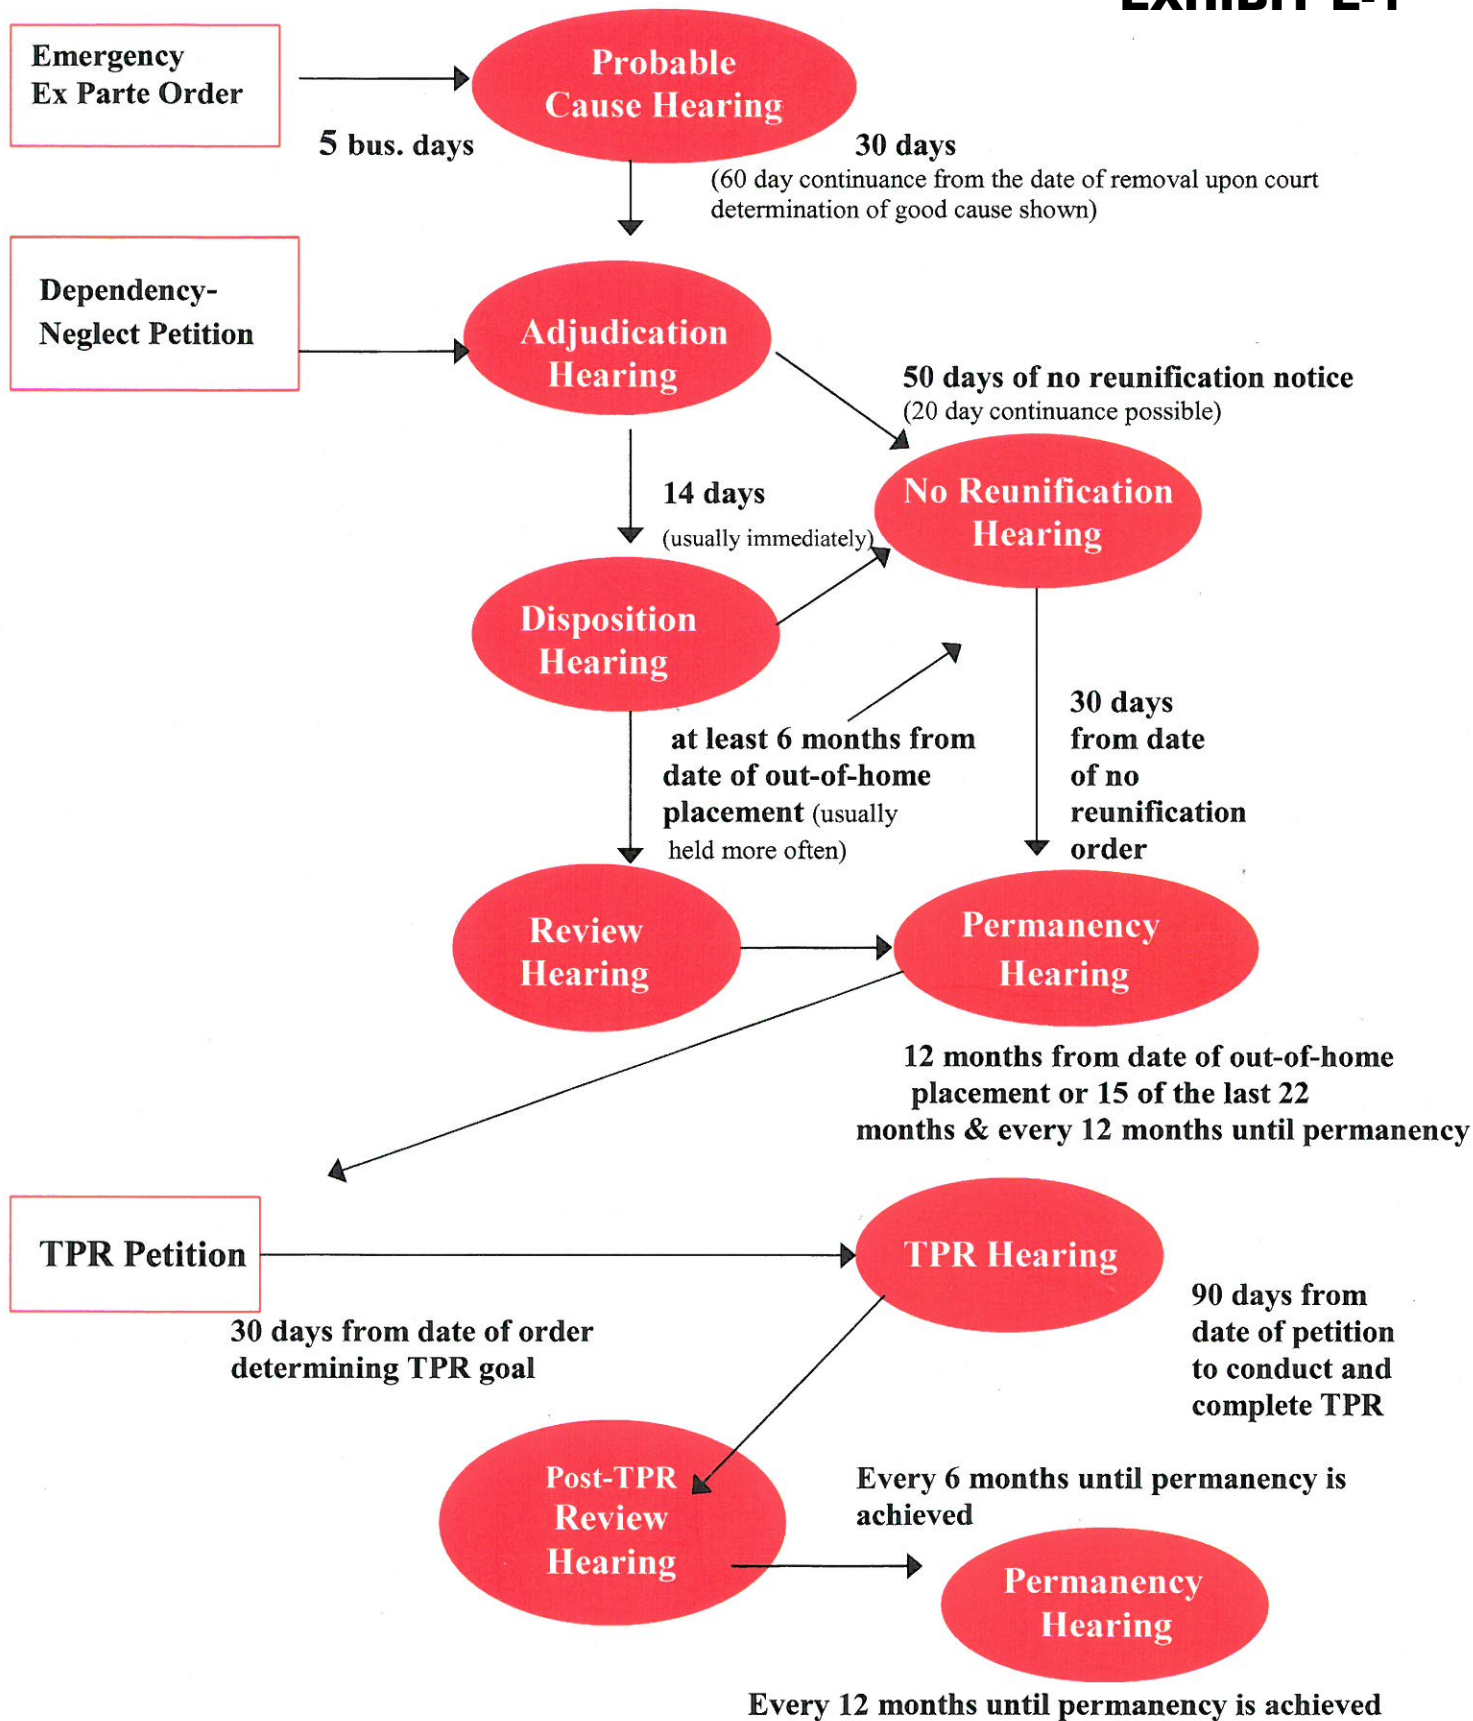 EXHIBIT E-1
Emergency
Ex Parte Order
Probable
Cause Hearing
5 bus. days
30 days
(60 day continuance from the date of removal upon court
determination of good cause shown)
Dependency-
Neglect Petition
Adjudication
Hearing
50 days of no reunification notice
(20 day continuance possible)
14 days
(usually immediately)
No Reunification
Hearing
Disposition
Hearing
at least 6 months from
date of out-of-home
placement (usually
held more often)
30 days
from date
of no
reunification
order
Review
Hearing
Permanency
Hearing
12 months from date of out-of-home
placement or 15 of the last 22
months & every 12 months until permanency
TPR Petition
TPR Hearing
30 days from date of order
determining TPR goal
90 days from
date of petition
to conduct and
complete TPR
Post-TPR
Review
Hearing
Every 6 months until permanency is
achieved
Permanency
Hearing
Every 12 months until permanency is achieved